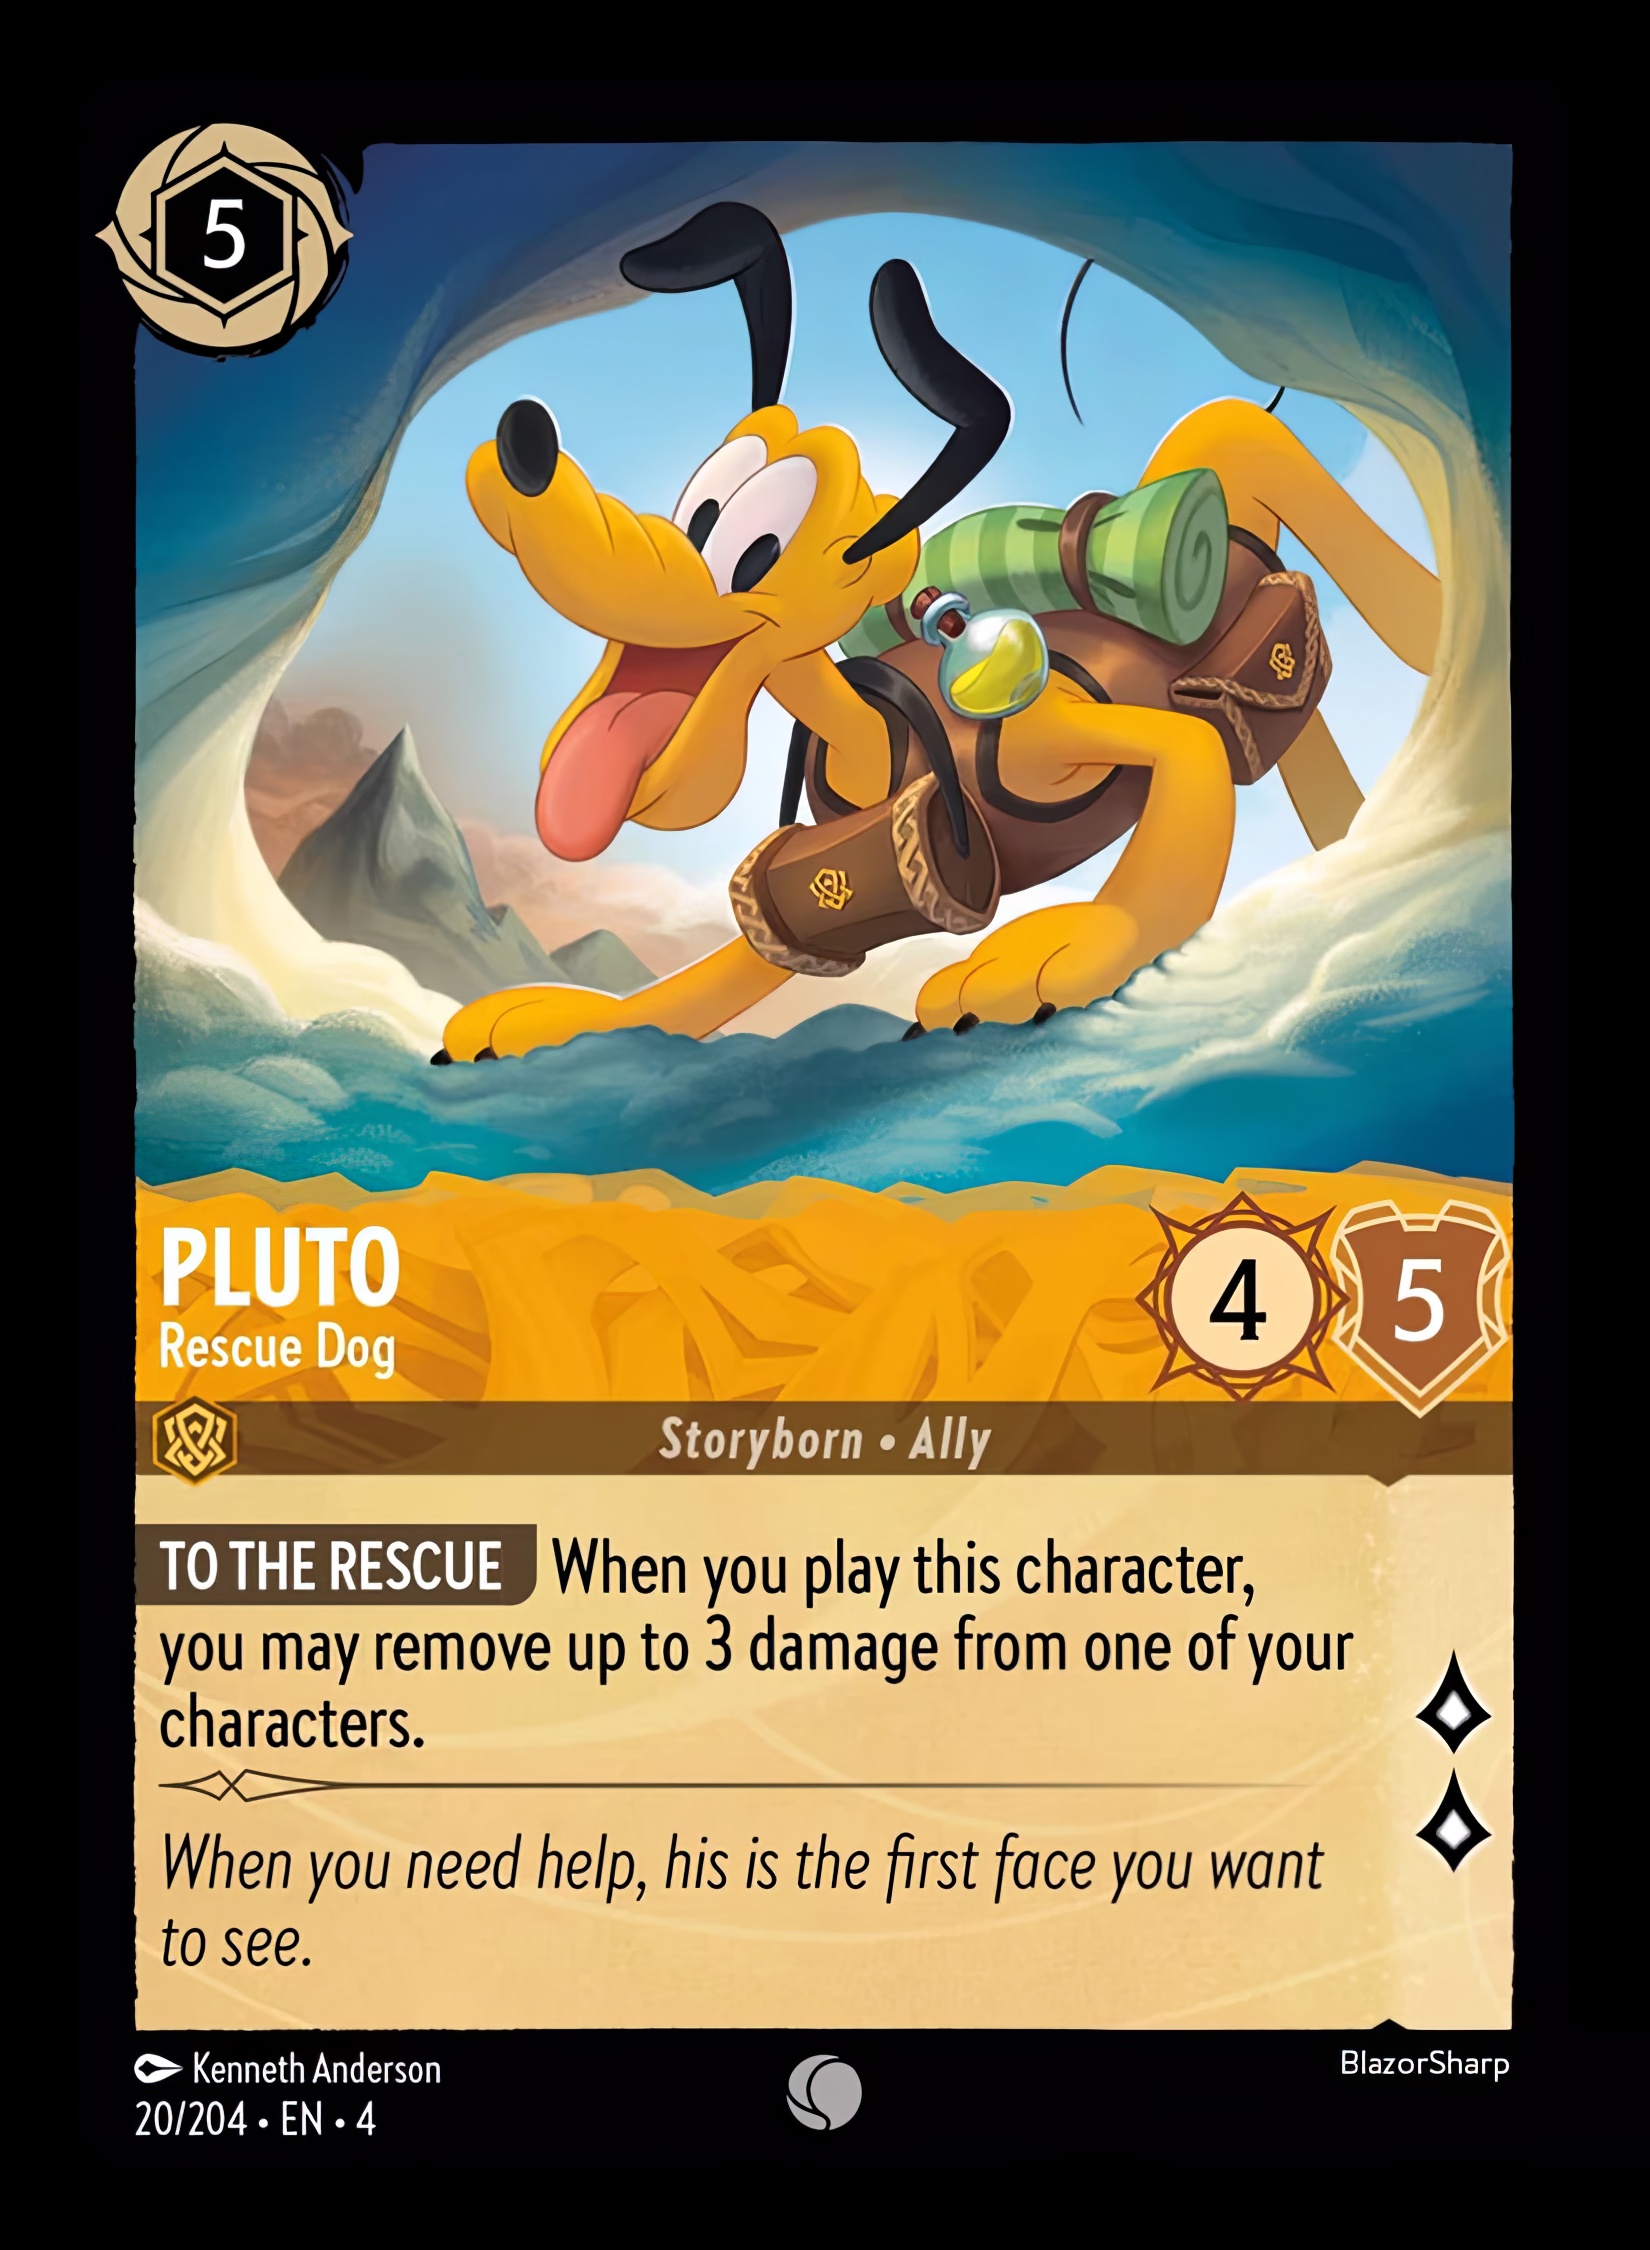 5
PLUTO
Rescue Dog
4 5
Storyborn • Ally
TO THE RESCUE When you play this character,
you may remove up to 3 damage from one of your
characters.
When you need help, his is the first face you want
to see.
Kenneth Anderson
20/204 • EN • 4
BlazorSharp